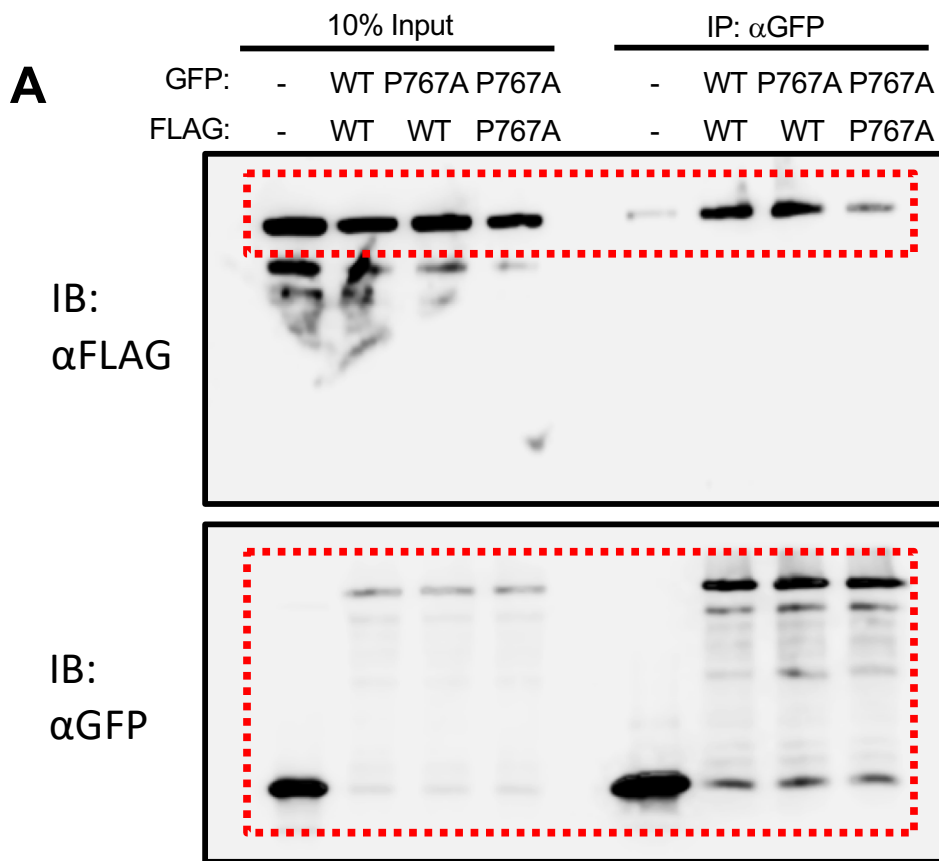 10% Input IP: αGFP
A
GFP: - WT P767A P767A - WT P767A P767A
FLAG: - WT WT P767A - WT WT P767A
IB:
αFLAG
IB:
αGFP